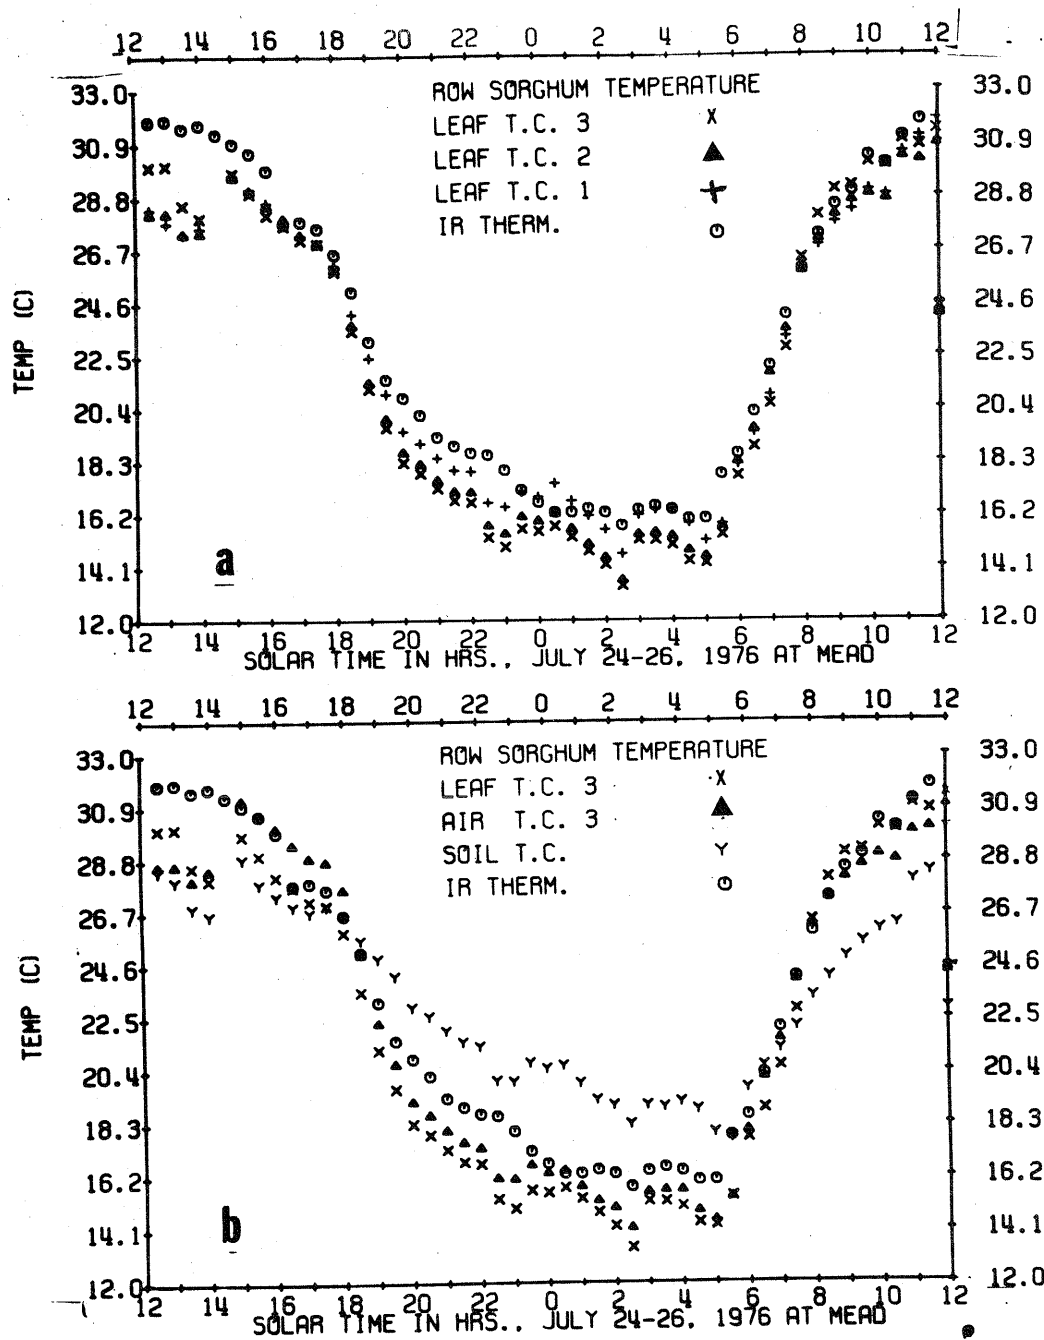 12 14 16 18 20 22 0 2 4 6 8 10 12
ROW SORGHUM TEMPERATURE
LEAF T.C. 3 X
LEAF T.C. 2
LEAF T.C. 1
IR THERM.
33.0 33.0
30.9 30.9
28.8 28.8
26.7 26.7
24.6 24.6
22.5 22.5
20.4 20.4
18.3 18.3
16.2 16.2
14.1 14.1
12.0 12.0
TEMP (C)
a
12 14 16 18 20 22 0 2 4 6 8 10 12
SOLAR TIME IN HRS., JULY 24-26, 1976 AT MEAD
12 14 16 18 20 22 0 2 4 6 8 10 12
ROW SORGHUM TEMPERATURE
LEAF T.C. 3 X
AIR T.C. 3
SOIL T.C. Y
IR THERM.
33.0 33.0
30.9 30.9
28.8 28.8
26.7 26.7
24.6 24.6
22.5 22.5
20.4 20.4
18.3 18.3
16.2 16.2
14.1 14.1
12.0 12.0
TEMP (C)
b
12 14 16 18 20 22 0 2 4 6 8 10 12
SOLAR TIME IN HRS., JULY 24-26, 1976 AT MEAD